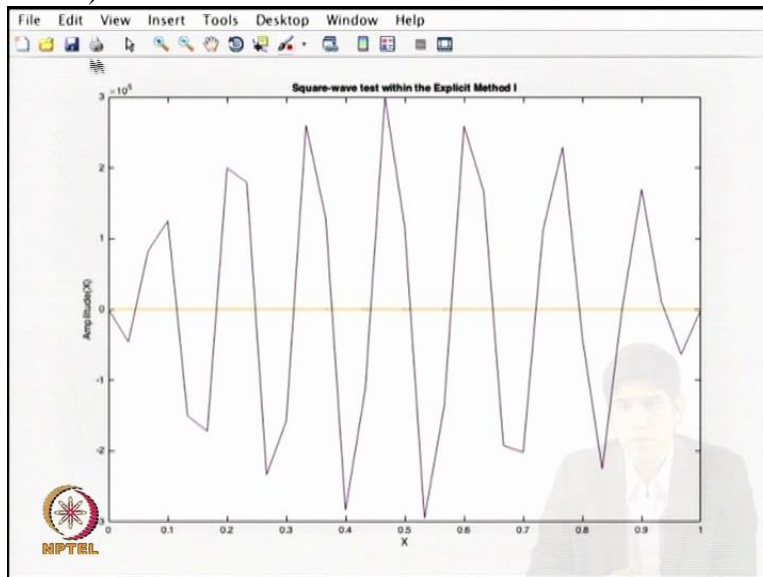 File Edit View Insert Tools Desktop Window Help
Square-wave test within the Explicit Method I
×10⁵
3
2
1
0
-1
-2
-3
Amplitude(X)
0 0.1 0.2 0.3 0.4 0.5 0.6 0.7 0.8 0.9 1
X
NPTEL